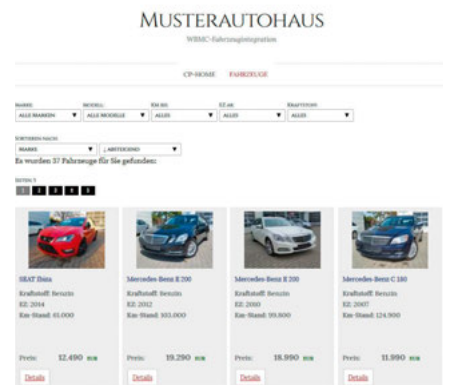 MUSTERAUTOHAUS
WBMC-Fahrzeugintegration
CP-HOME FAHRZEUGE
MARKE: MODELL: KM BIS: EZ AB: KRAFTSTOFF:
ALLE MARKEN ALLE MODELLE ALLES ALLES ALLES
SORTIEREN NACH:
MARKE ↓ ABSTEIGEND
Es wurden 37 Fahrzeuge für Sie gefunden:
SEITEN: 5
1 2 3 4 5
SEAT Ibiza Mercedes-Benz E 200 Mercedes-Benz E 200 Mercedes-Benz C 180
Kraftstoff: Benzin Kraftstoff: Benzin Kraftstoff: Benzin Kraftstoff: Benzin
EZ: 2014 EZ: 2012 EZ: 2010 EZ: 2007
Km-Stand: 61.000 Km-Stand: 103.000 Km-Stand: 99.800 Km-Stand: 124.900
Preis: 12.490 EUR Preis: 19.290 EUR Preis: 18.990 EUR Preis: 11.990 EUR
Details Details Details Details